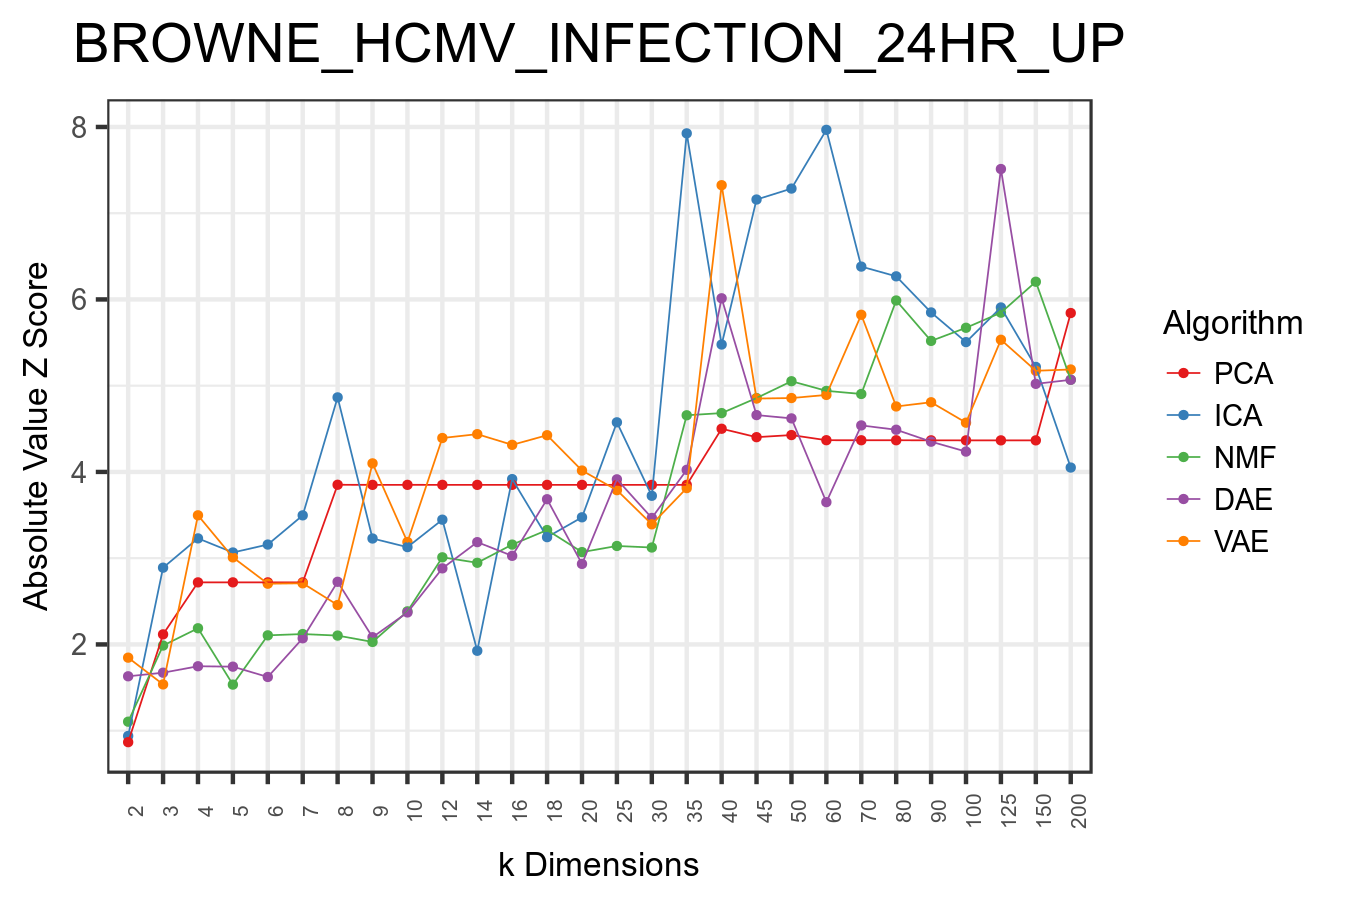 BROWNE_HCMV_INFECTION_24HR_UP
Absolute Value Z Score
8
6
4
2
2 3 4 5 6 7 8 9 10 12 14 16 18 20 25 30 35 40 45 50 60 70 80 90 100 125 150 200
k Dimensions
Algorithm
PCA
ICA
NMF
DAE
VAE